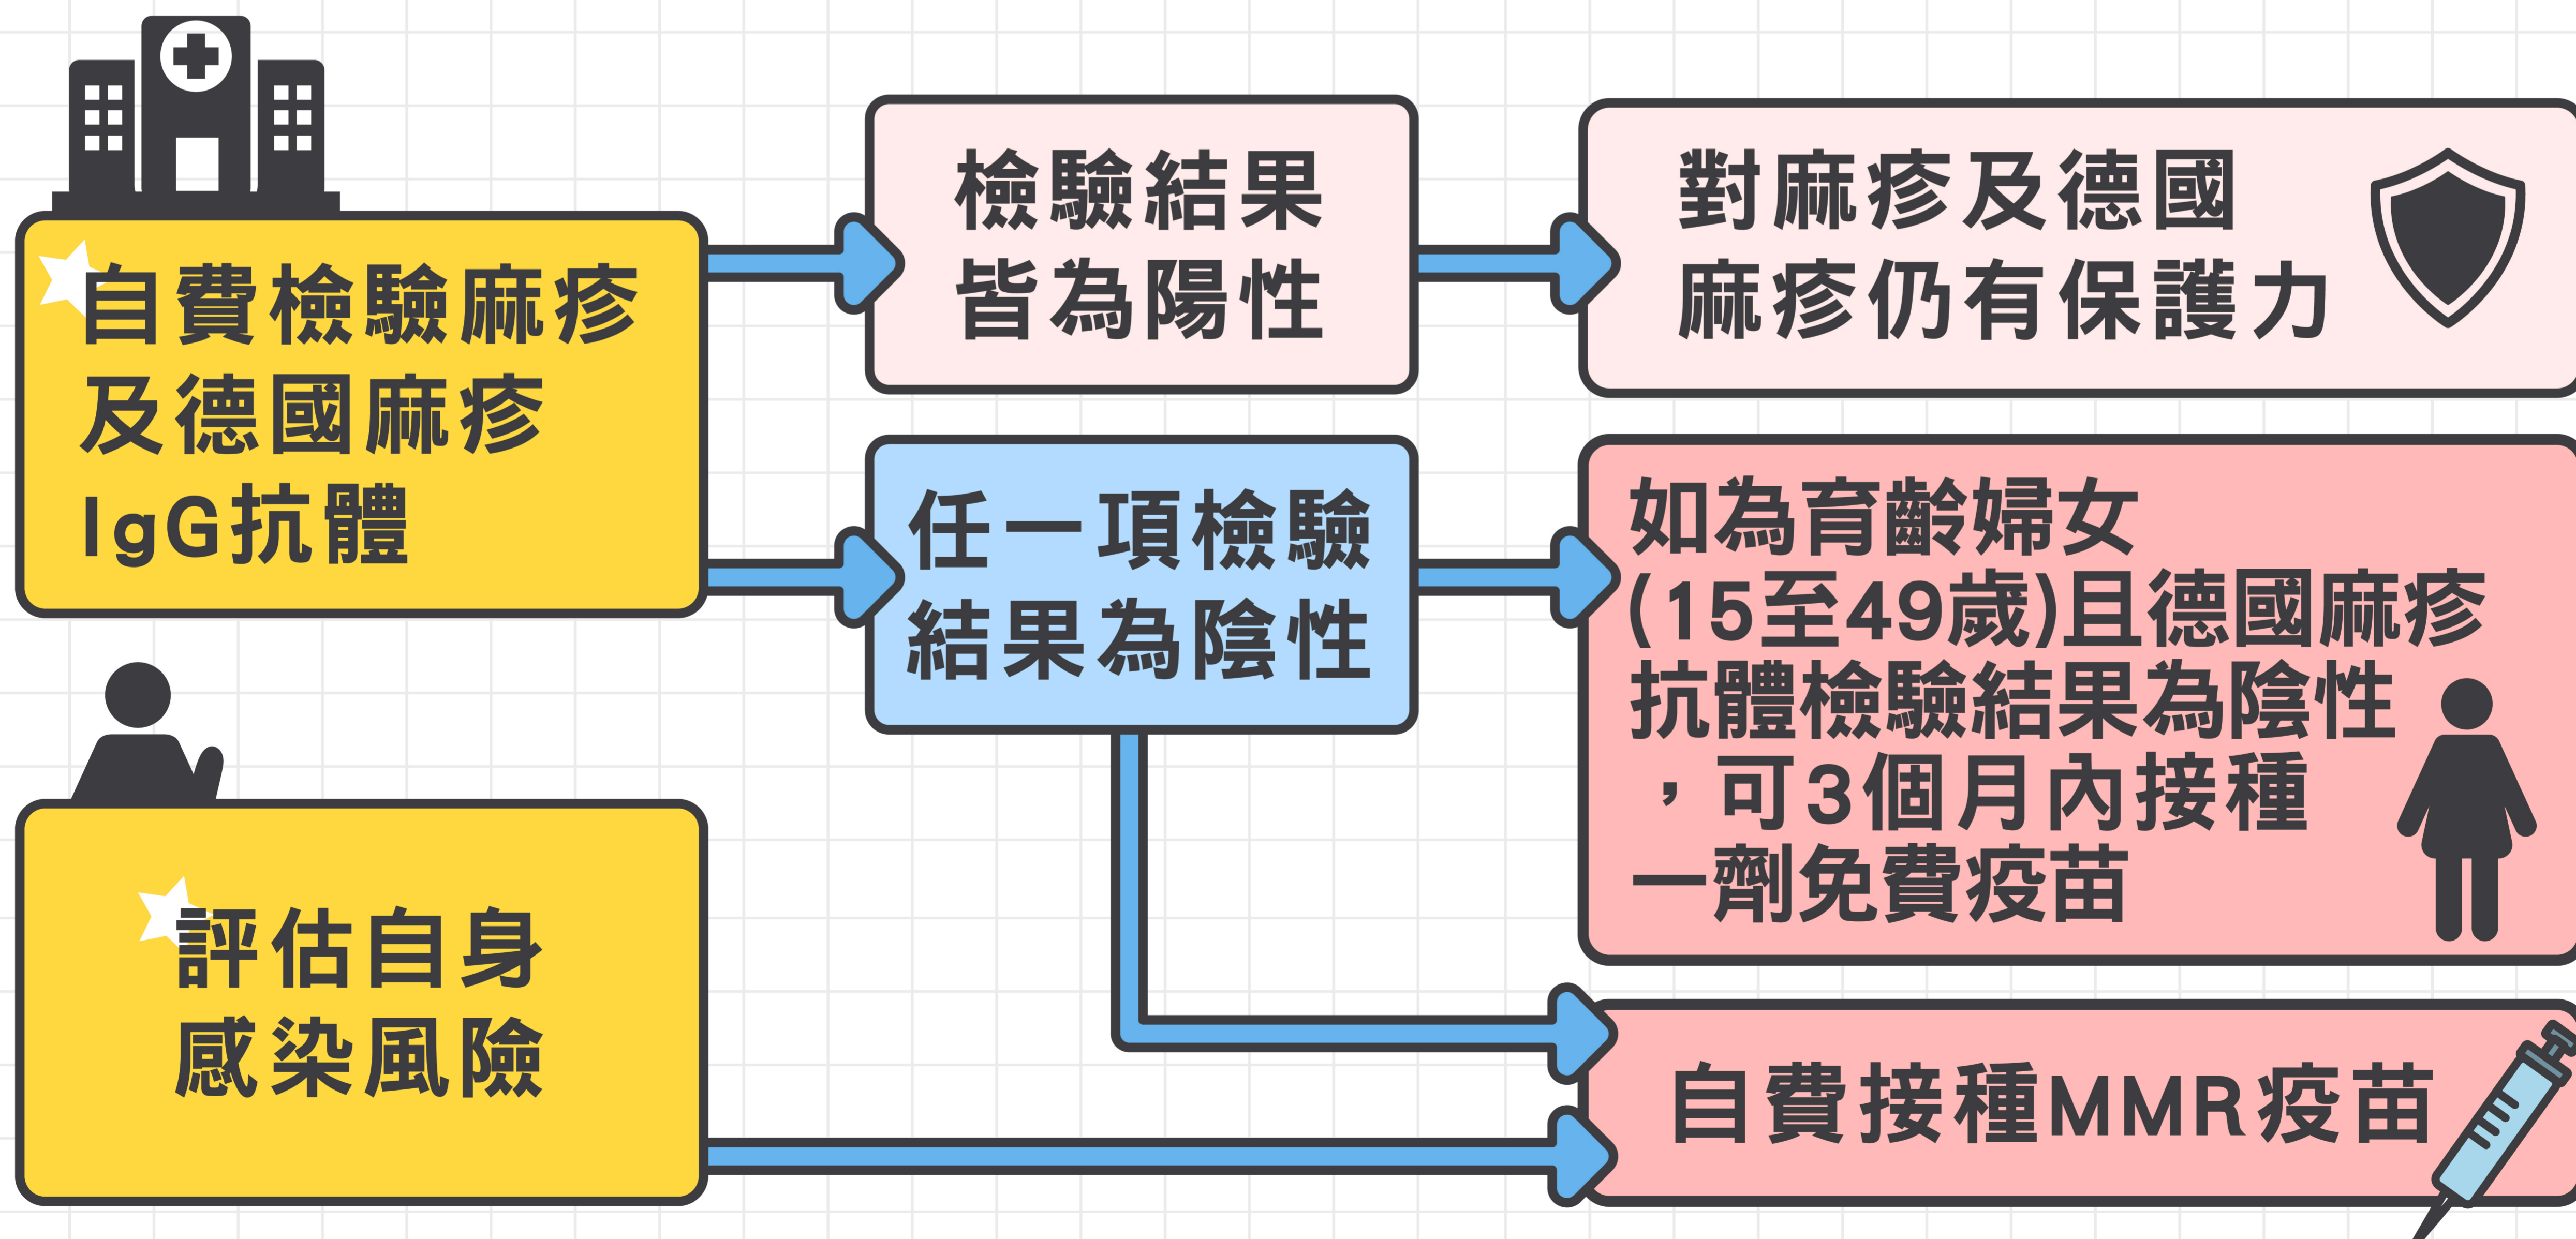 自費檢驗麻疹
及德國麻疹
IgG抗體
檢驗結果
皆為陽性
對麻疹及德國
麻疹仍有保護力
任一項檢驗
結果為陰性
如為育齡婦女
(15至49歲)且德國麻疹
抗體檢驗結果為陰性
，可3個月內接種
一劑免費疫苗
評估自身
感染風險
自費接種MMR疫苗